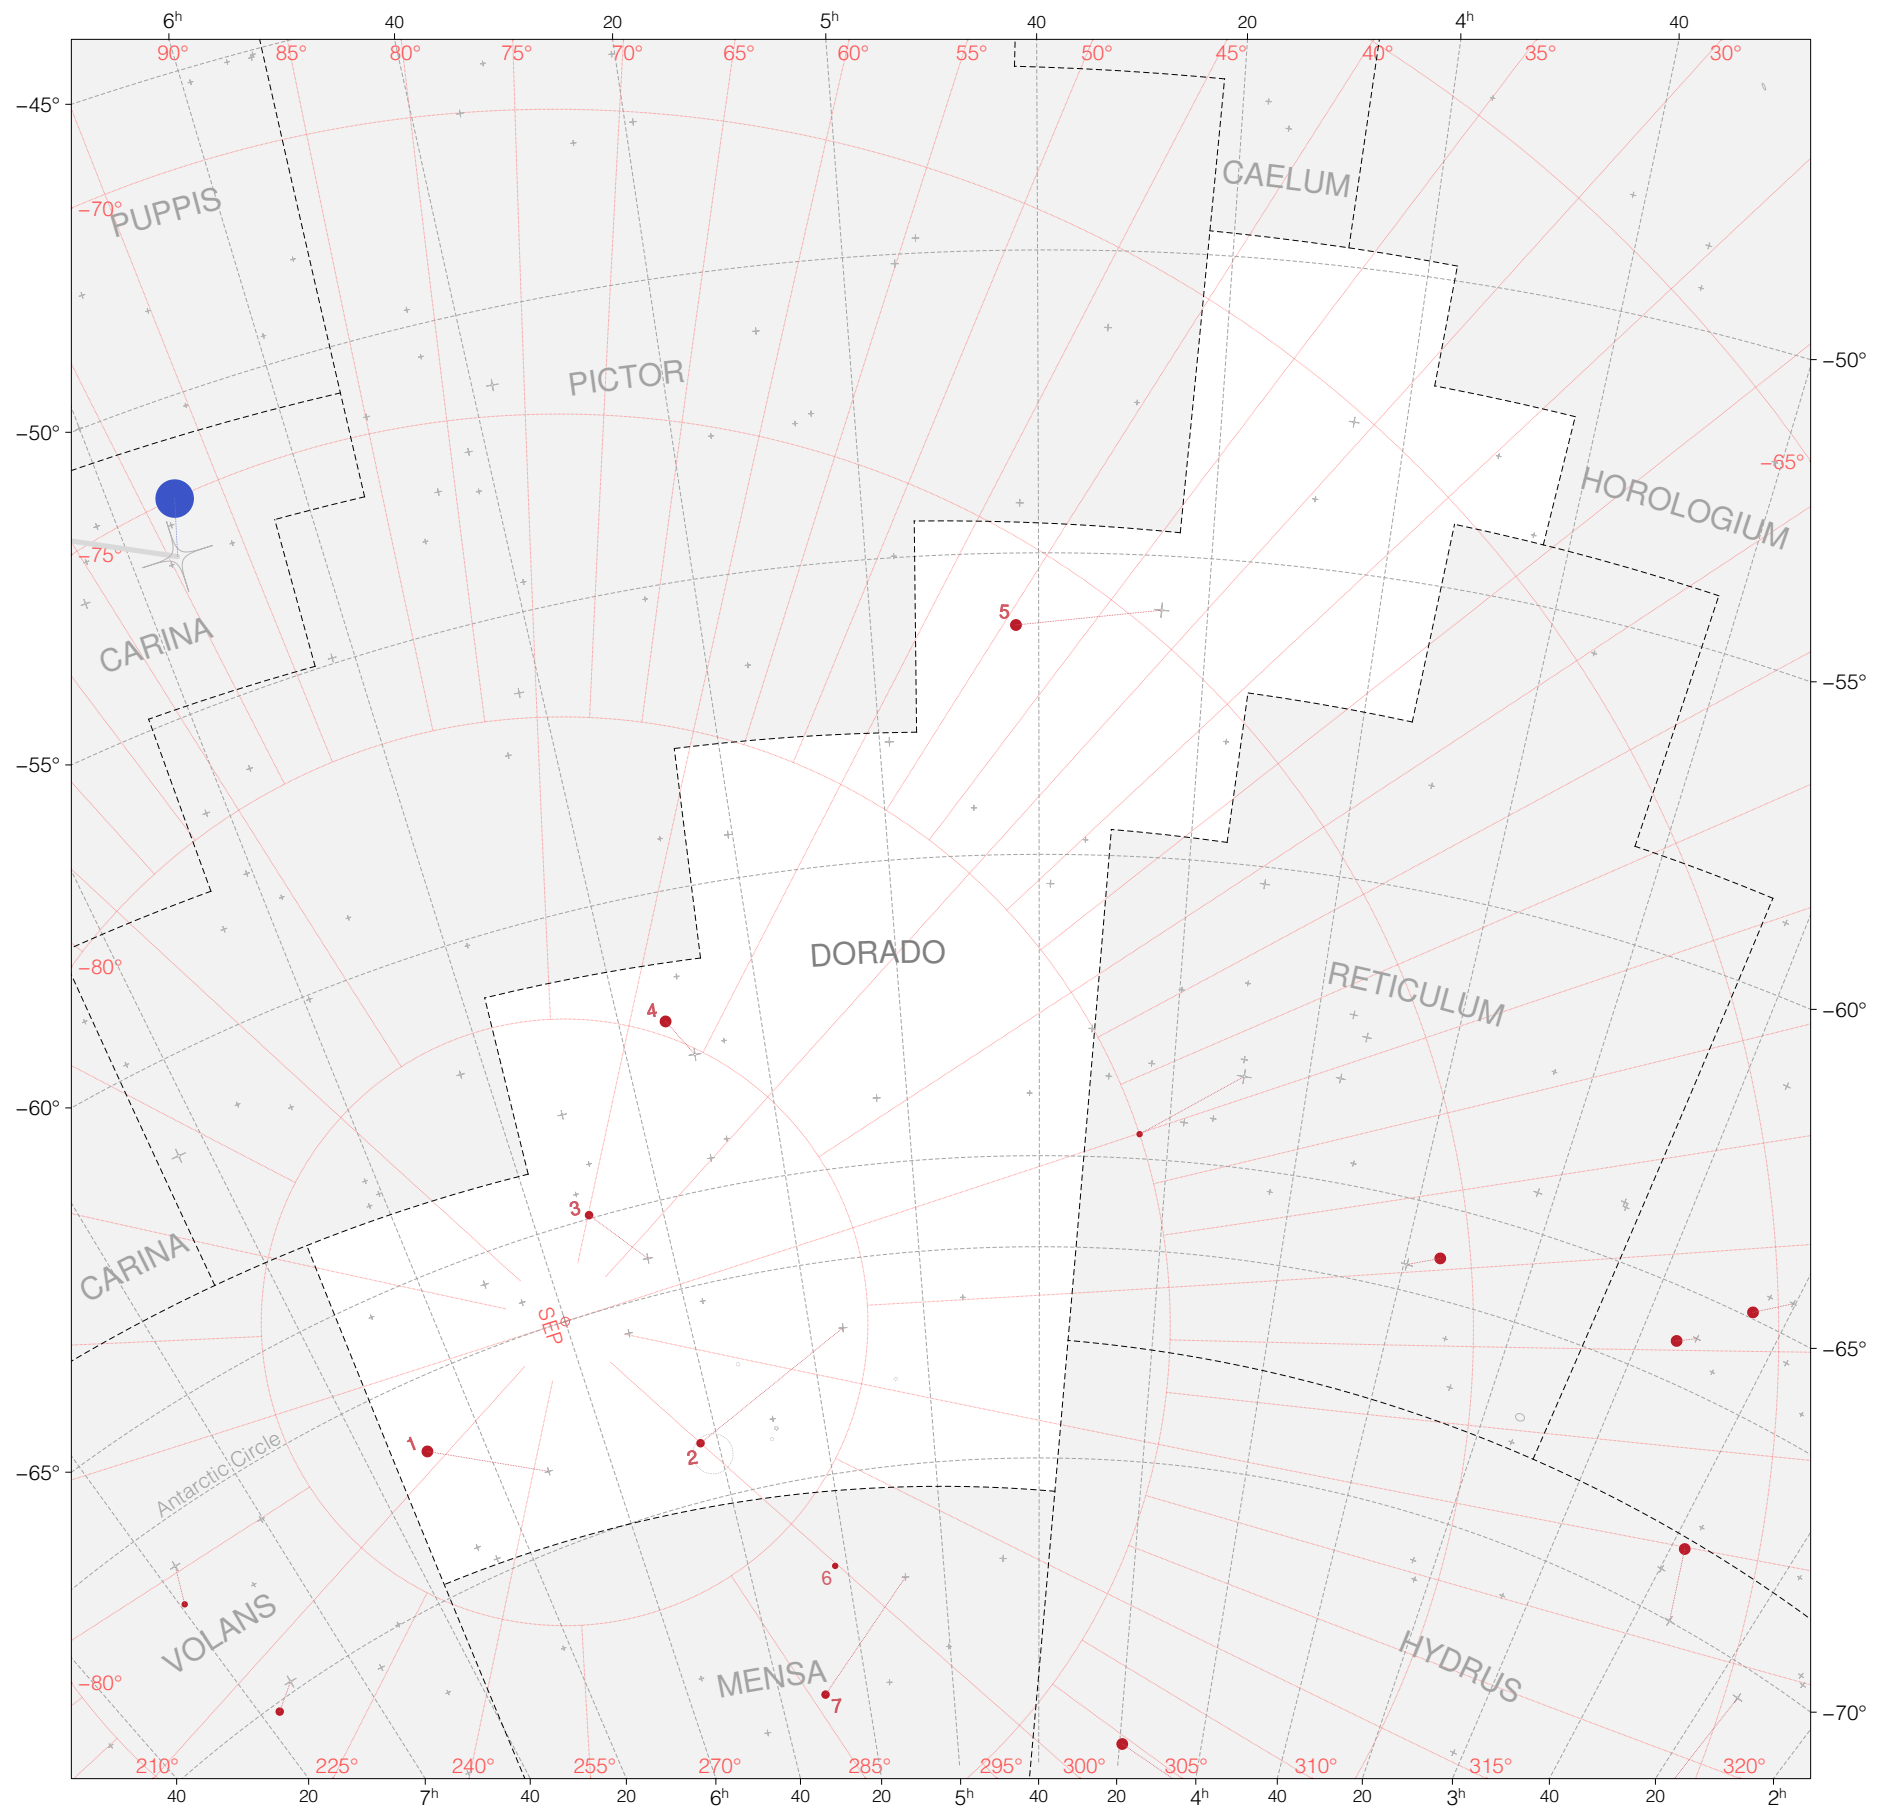 6h 40 20 5h 40 20 4h 40
90° 85° 80° 75° 70° 65° 60° 55° 50° 45° 40° 35° 30°
−45°
CAELUM
PUPPIS
−70°
−50°
PICTOR
−50°
−65°
HOROLOGIUM
−75°
5
CARINA
−55°
−55°
DORADO
−80°
RETICULUM
4
−60°
−60°
3
CARINA
SEP
−65°
1
2
Antarctic Circle
−65°
6
VOLANS
HYDRUS
MENSA
−80°
7
−70°
210° 225° 240° 255° 270° 285° 295° 300° 305° 310° 315° 320°
40 20 7h 40 20 6h 40 20 5h 40 20 4h 40 20 3h 40 20 2h